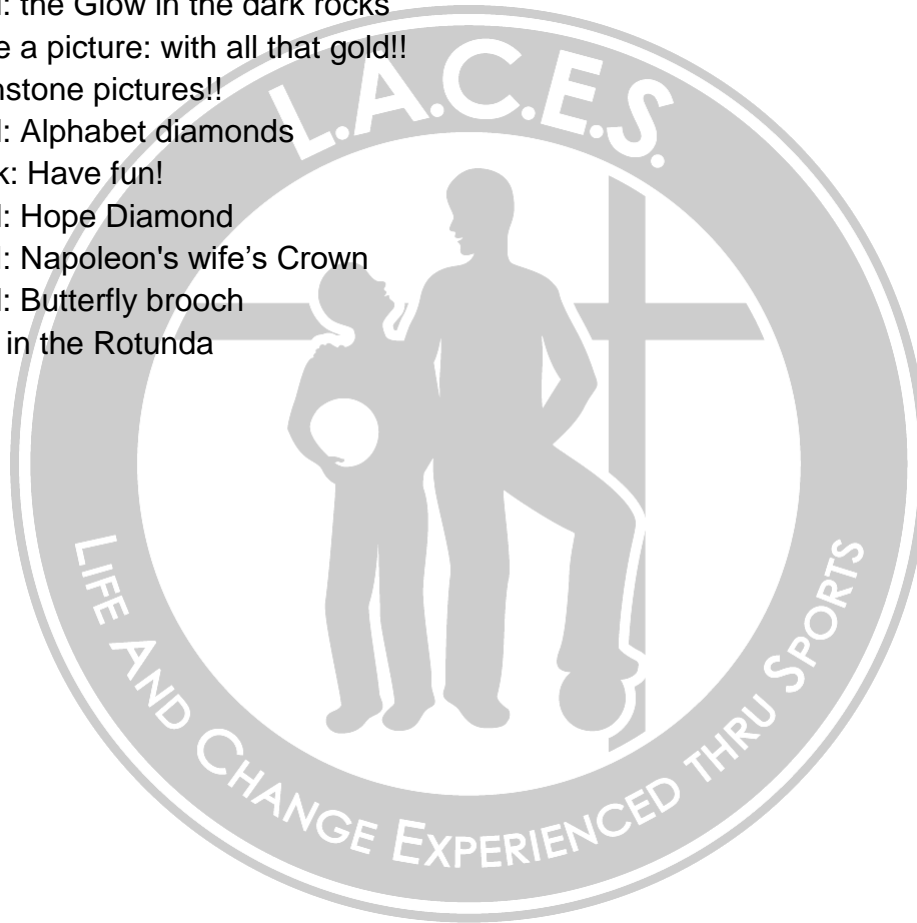 : the Glow in the dark rocks
e a picture: with all that gold!!
nstone pictures!!
: Alphabet diamonds
k: Have fun!
: Hope Diamond
: Napoleon's wife’s Crown
: Butterfly brooch
in the Rotunda
L.A.C.E.S.
LIFE AND CHANGE EXPERIENCED THRU SPORTS